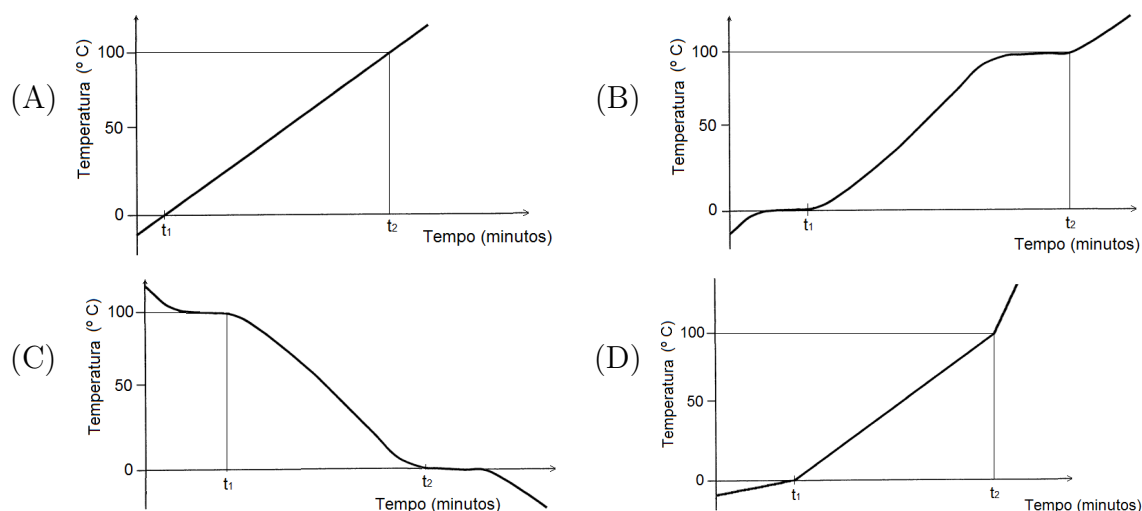 (A)
Temperatura (º C)
100
50
0
t1
t2
Tempo (minutos)
(B)
Temperatura (º C)
100
50
0
t1
t2
Tempo (minutos)
(C)
Temperatura (º C)
100
50
0
t1
t2
Tempo (minutos)
(D)
Temperatura (º C)
100
50
0
t1
t2
Tempo (minutos)